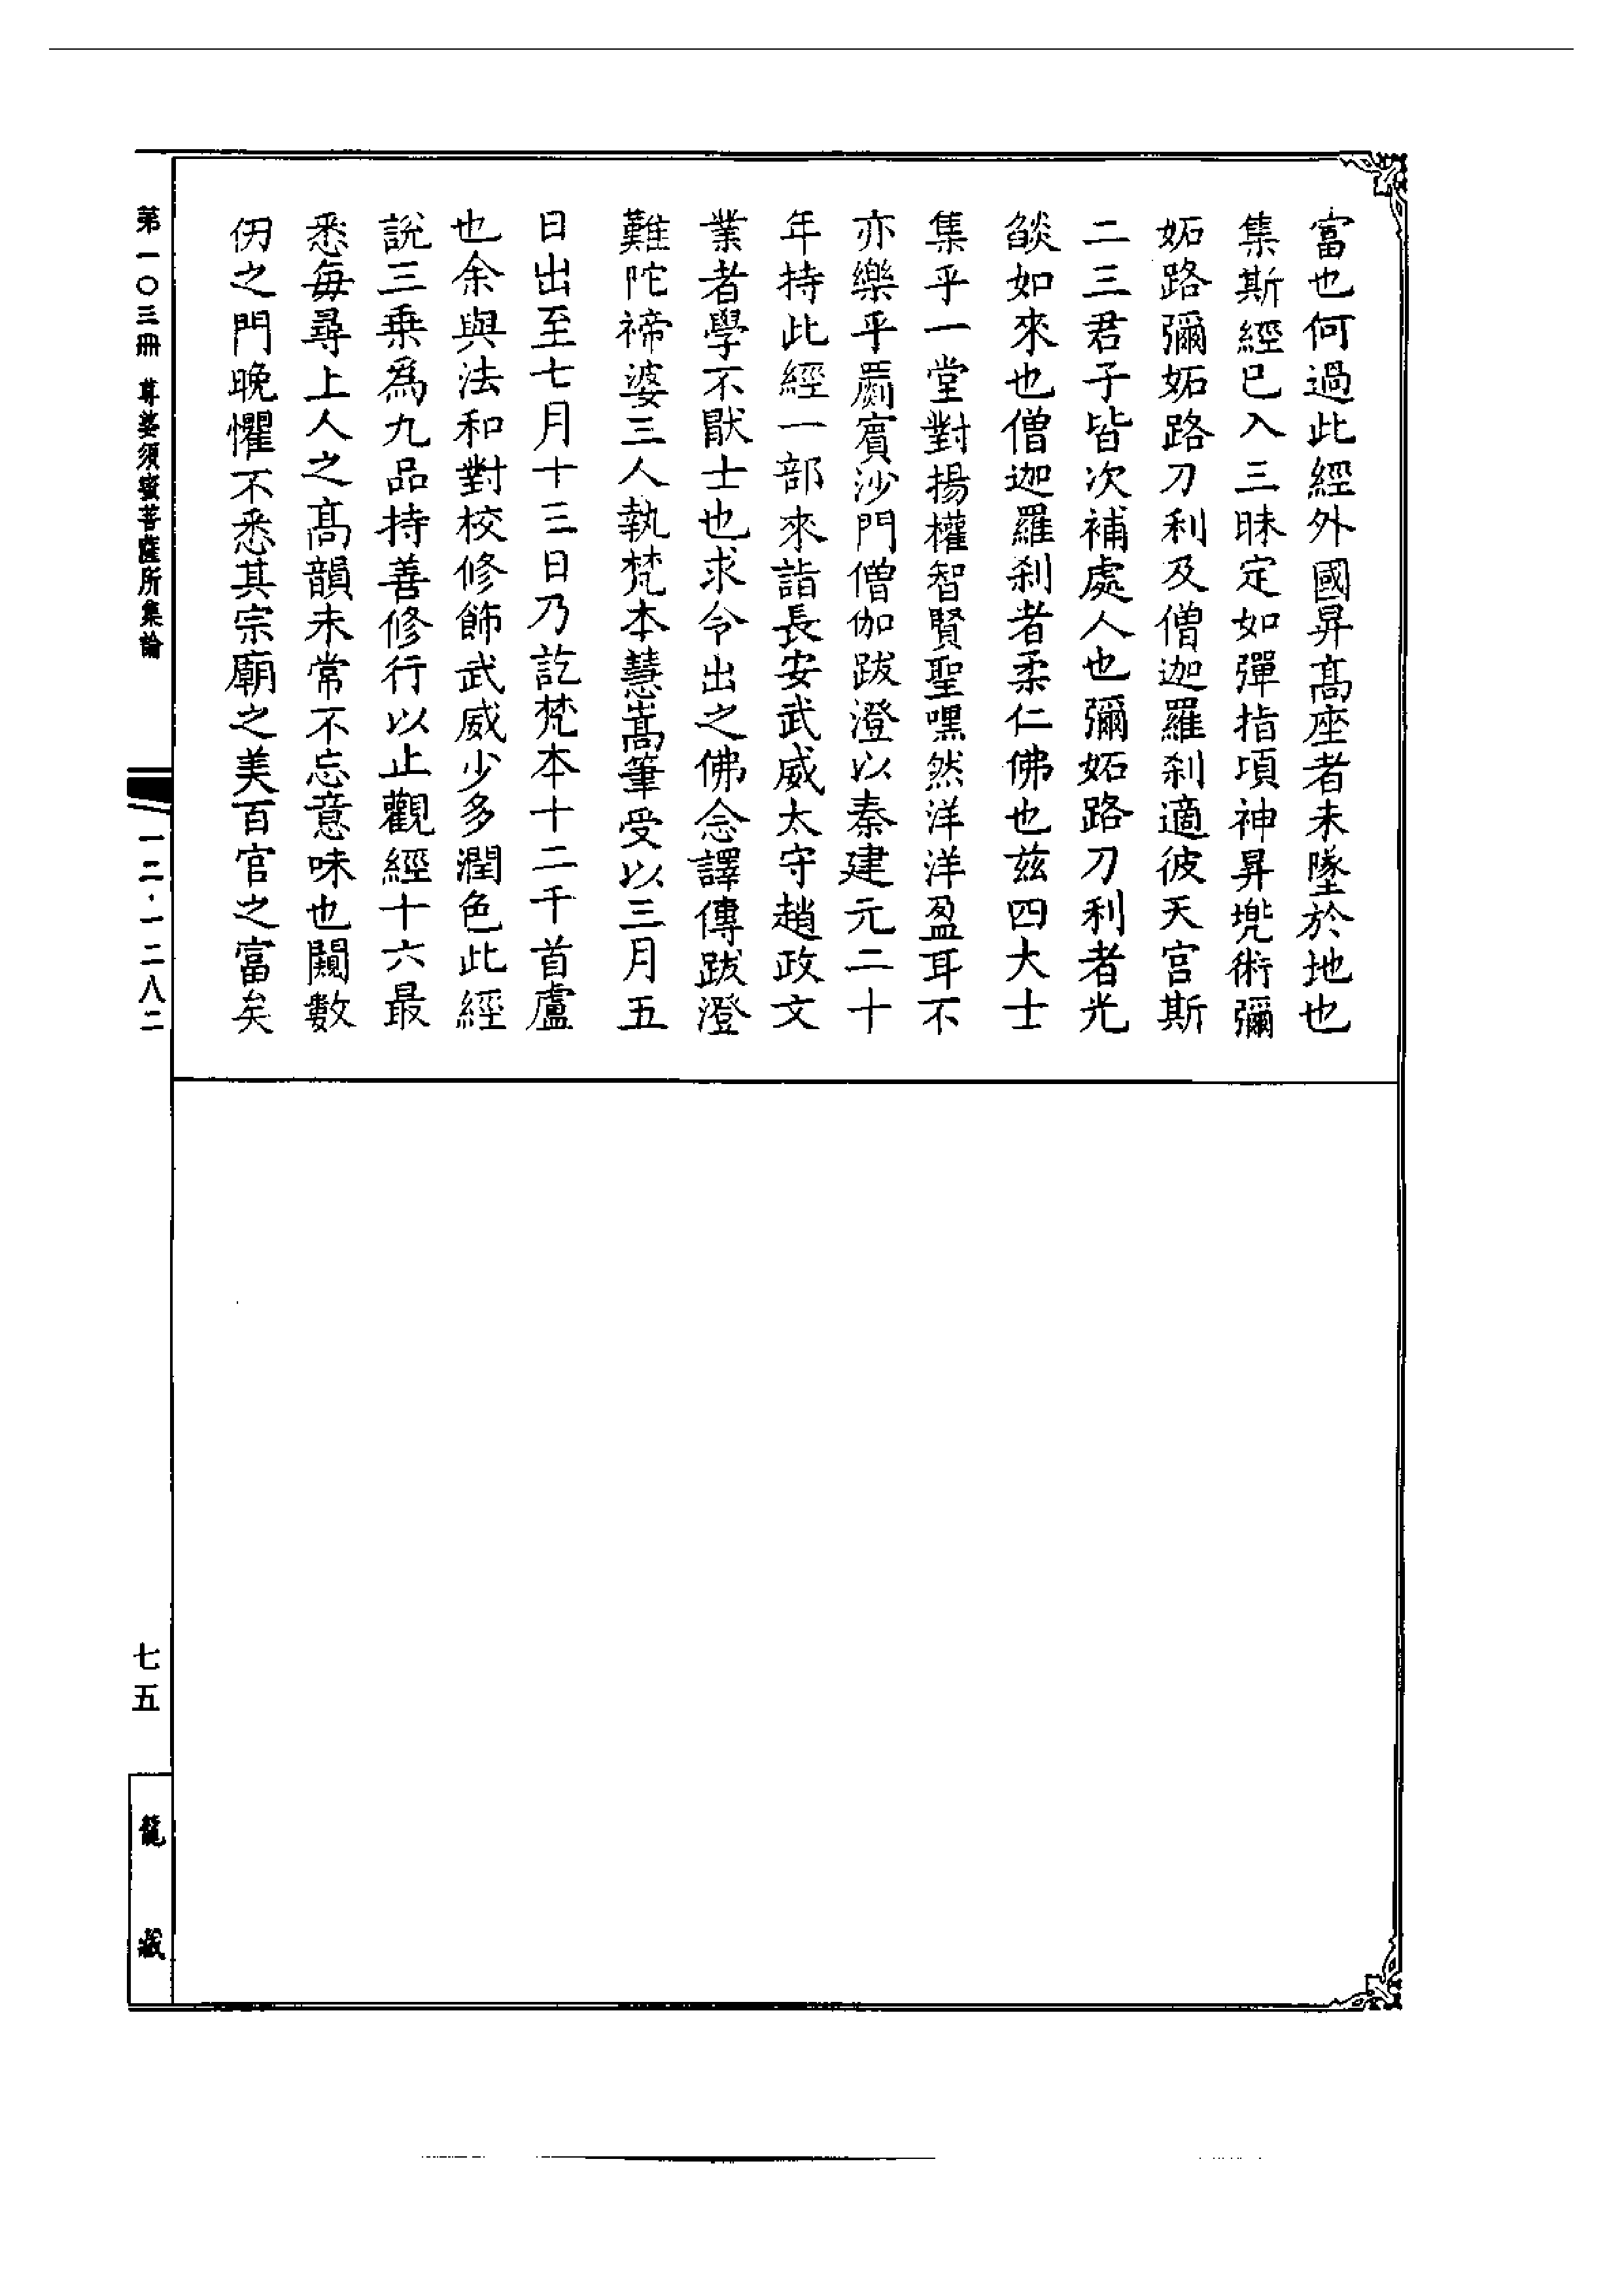 富也何過此經外國昇髙座者未墜於地也
集斯經已入三昧定如彈指頃神昇兠術彌
妬路彌妬路刀利及僧迦羅刹適彼天宫斯
二三君子皆次補處人也彌妬路刀利者光
燄如來也僧迦羅刹者柔仁佛也兹四大士
集乎一堂對揚權智賢聖嘿然洋洋盈耳不
亦樂乎罽賓沙門僧伽跋澄以秦建元二十
年持此經一部來詣長安武威太守趙政文
業者學不猒士也求令出之佛念譯傳跋澄
難陀禘婆三人執梵本慧嵩筆受以三月五
日出至七月十三日乃訖梵本十二千首盧
也余與法和對校修飾武威少多潤色此經
說三乗為九品持善修行以止觀經十六最
悉每尋上人之髙韻未常不忘意味也闚數
仞之門晚懼不悉其宗廟之美百官之富矣
第一〇三冊 尊婆須蜜菩薩所集論
一二·一二八二
七五
龍藏